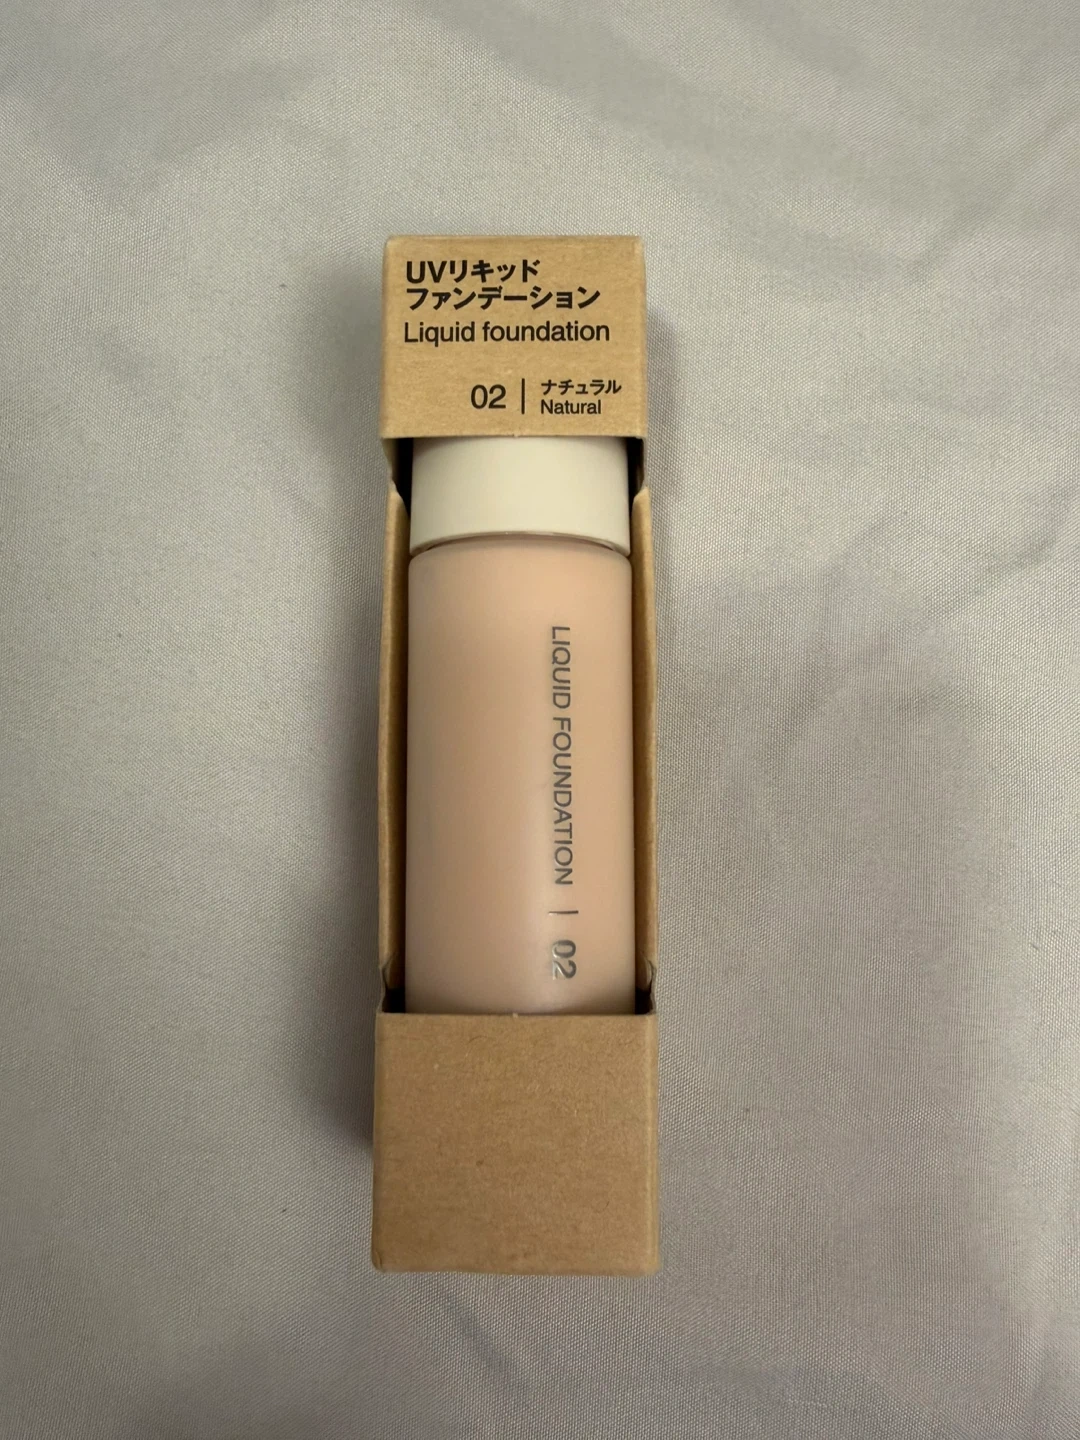 UVリキッド
ファンデーション
Liquid foundation
02 | ナチュラル
Natural
LIQUID FOUNDATION | 02